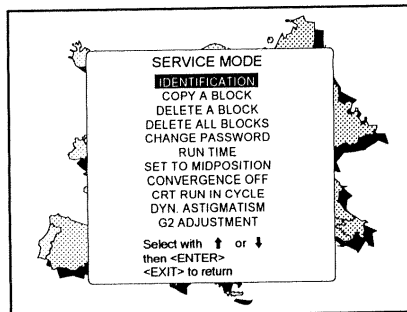 SERVICE MODE
IDENTIFICATION
COPY A BLOCK
DELETE A BLOCK
DELETE ALL BLOCKS
CHANGE PASSWORD
RUN TIME
SET TO MIDPOSITION
CONVERGENCE OFF
CRT RUN IN CYCLE
DYN. ASTIGMATISM
G2 ADJUSTMENT
Select with ⬆ or ⬇
then <ENTER>
<EXIT> to return